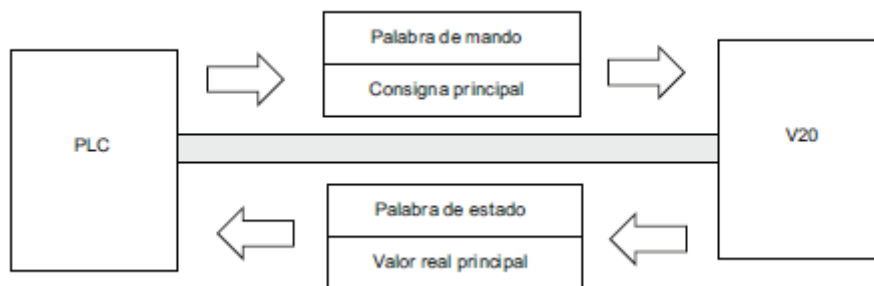 Palabra de mando
Consigna principal
PLC
V20
Palabra de estado
Valor real principal